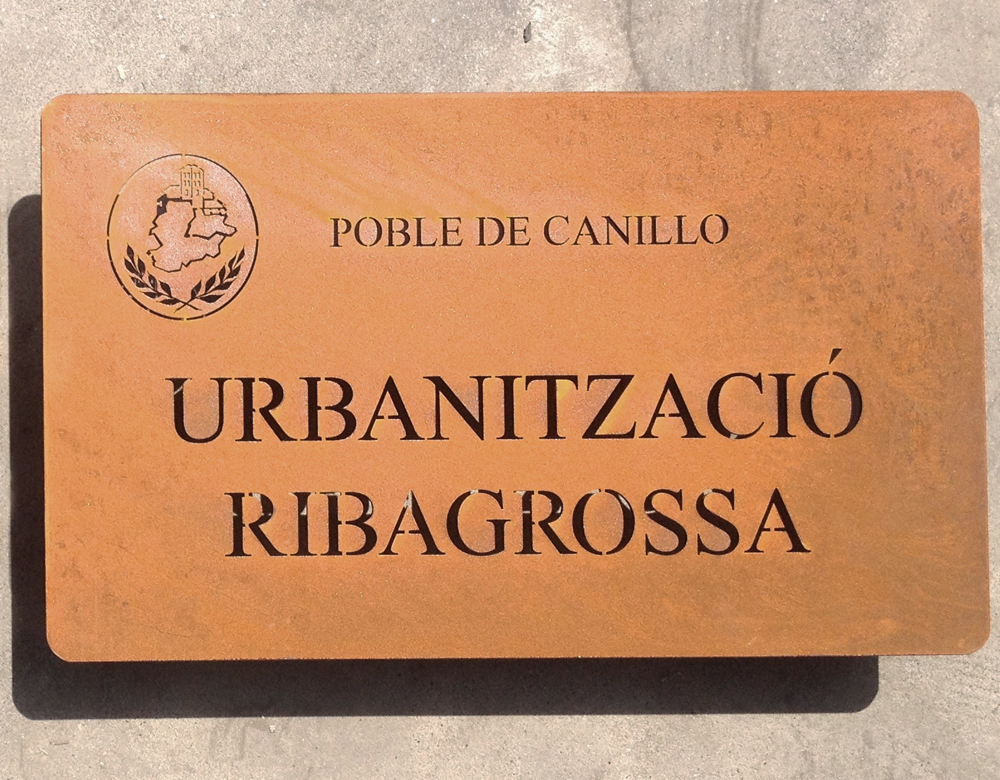 POBLE DE CANILLO
URBANITZACIÓ
RIBAGROSSA